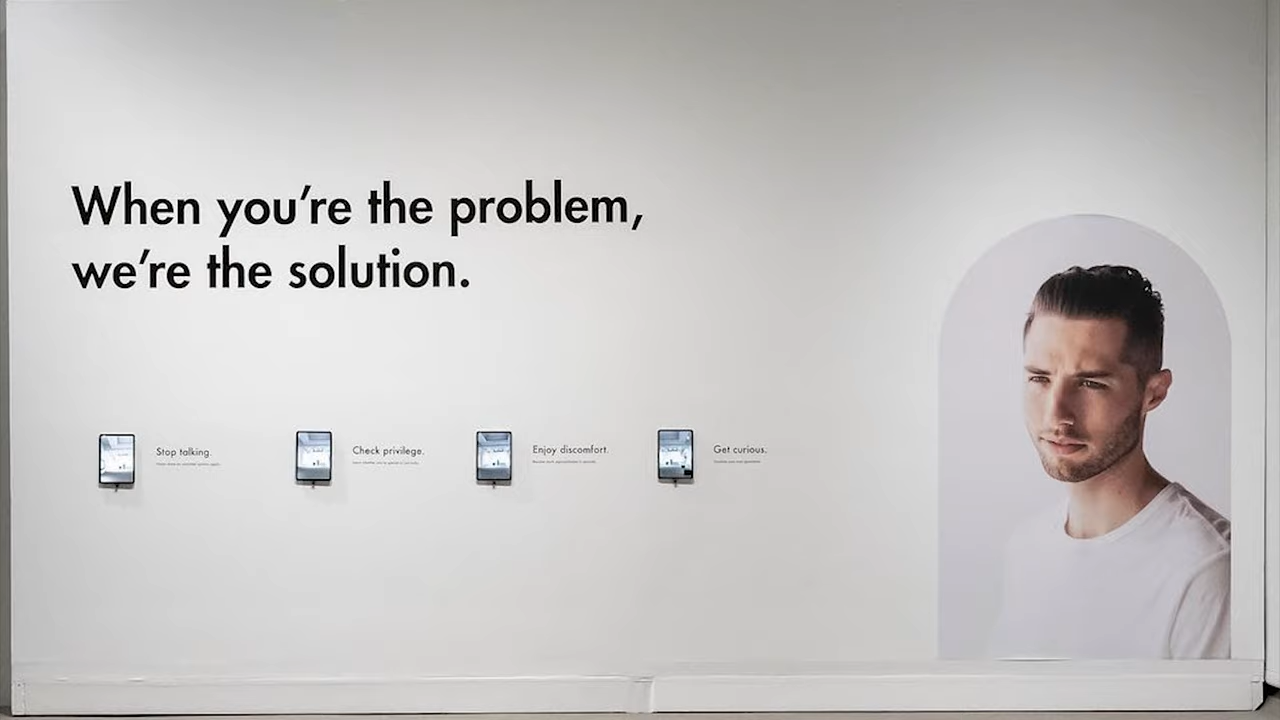 When you're the problem,
we're the solution.
Stop talking.
Check privilege.
Enjoy discomfort.
Get curious.